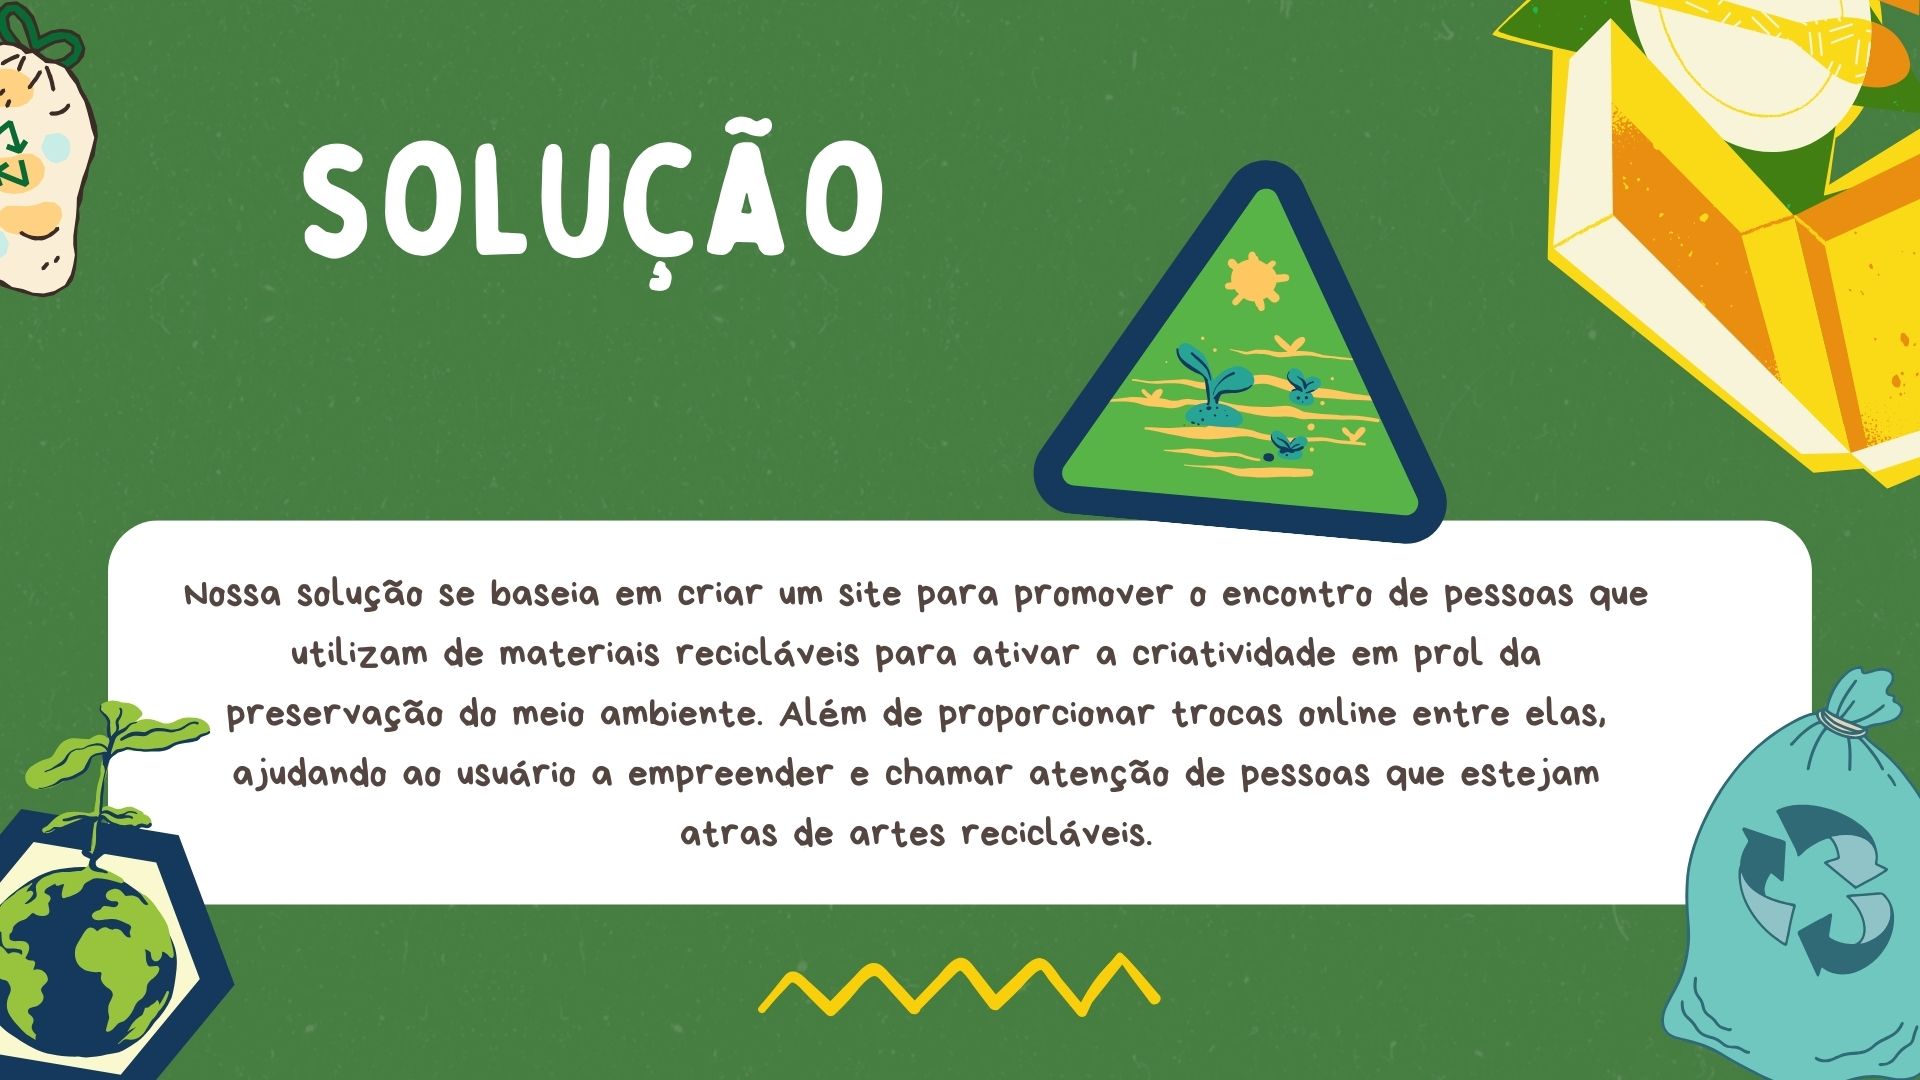 SOLUÇÃO
Nossa solução se baseia em criar um site para promover o encontro de pessoas que
utilizam de materiais recicláveis para ativar a criatividade em prol da
preservação do meio ambiente. Além de proporcionar trocas online entre elas,
ajudando ao usuário a empreender e chamar atenção de pessoas que estejam
atras de artes recicláveis.